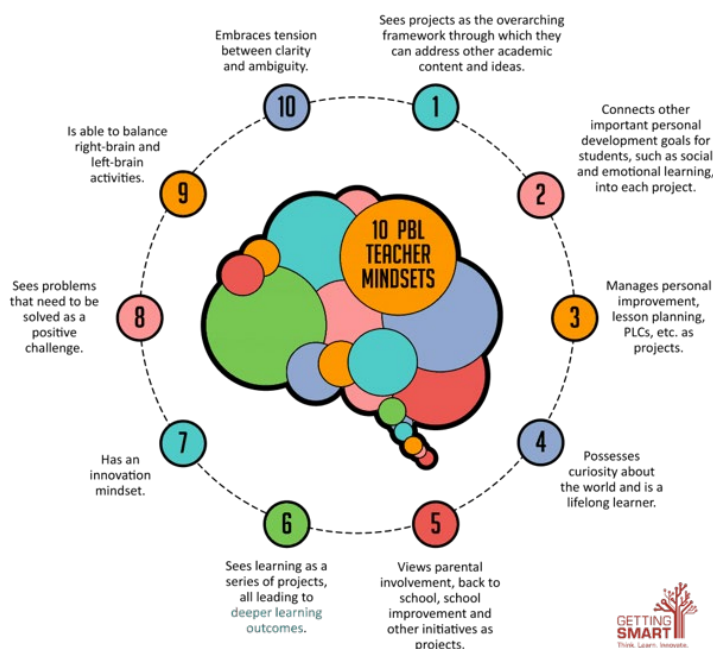 10 PBL
TEACHER
MINDSETS
1
Sees projects as the overarching
framework through which they
can address other academic
content and ideas.
2
Connects other
important personal
development goals for
students, such as social
and emotional learning,
into each project.
3
Manages personal
improvement,
lesson planning,
PLCs, etc. as
projects.
4
Possesses
curiosity about
the world and is a
lifelong learner.
5
Views parental
involvement, back to
school, school
improvement and
other initiatives as
projects.
6
Sees learning as a
series of projects,
all leading to
deeper learning
outcomes.
7
Has an
innovation
mindset.
8
Sees problems
that need to be
solved as a
positive
challenge.
9
Is able to balance
right-brain and
left-brain
activities.
10
Embraces tension
between clarity
and ambiguity.
GETTING
SMART
Think. Learn. Innovate.